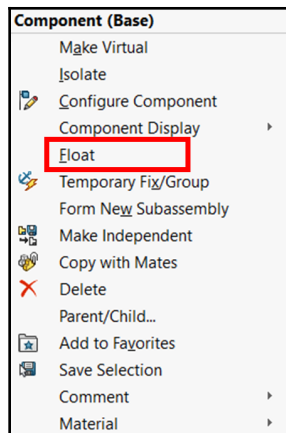 Component (Base)
Make Virtual
Isolate
Configure Component
Component Display
Float
Temporary Fix/Group
Form New Subassembly
Make Independent
Copy with Mates
Delete
Parent/Child...
Add to Favorites
Save Selection
Comment
Material